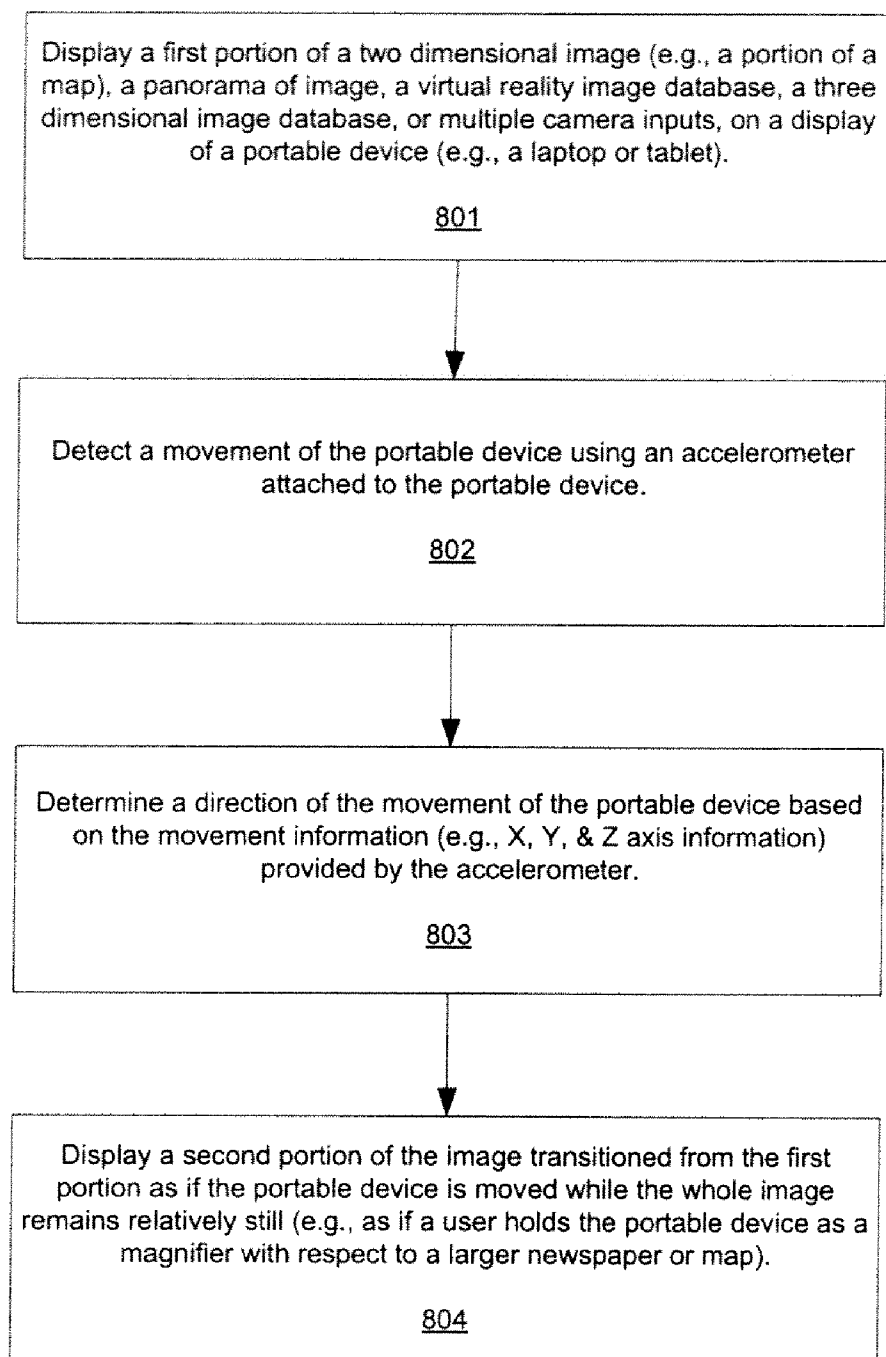 Display a first portion of a two dimensional image (e.g., a portion of a
map), a panorama of image, a virtual reality image database, a three
dimensional image database, or multiple camera inputs, on a display
of a portable device (e.g., a laptop or tablet).
801
Detect a movement of the portable device using an accelerometer
attached to the portable device.
802
Determine a direction of the movement of the portable device based
on the movement information (e.g., X, Y, & Z axis information)
provided by the accelerometer.
803
Display a second portion of the image transitioned from the first
portion as if the portable device is moved while the whole image
remains relatively still (e.g., as if a user holds the portable device as a
magnifier with respect to a larger newspaper or map).
804